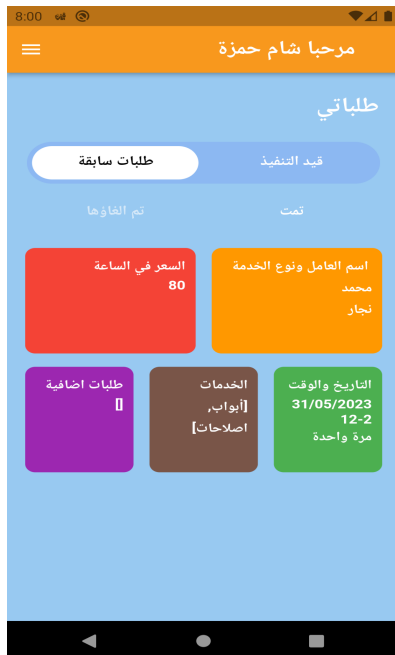 8:00
مرحبا شام حمزة
طلباتي
قيد التنفيذ
طلبات سابقة
تمت
تم الغاؤها
اسم العامل ونوع الخدمة
محمد
نجار
السعر في الساعة
80
التاريخ والوقت
31/05/2023
12-2
مرة واحدة
الخدمات
[أبواب,
اصلاحات]
طلبات اضافية
[]